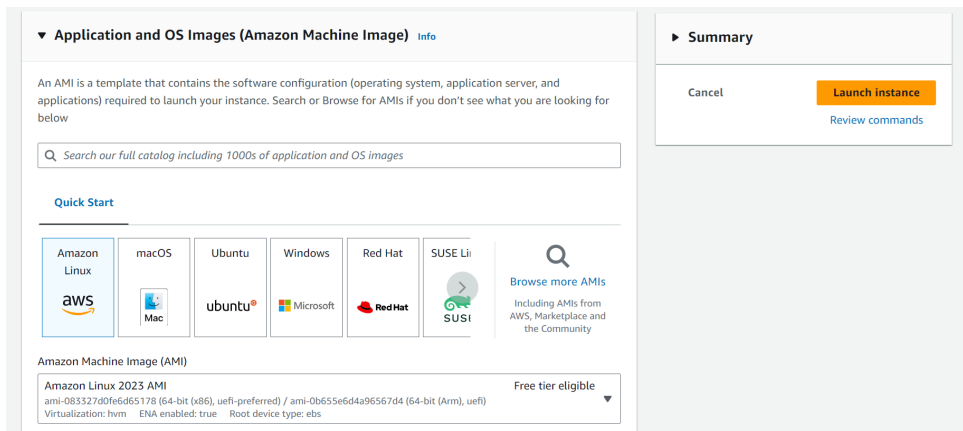 Application and OS Images (Amazon Machine Image) Info
An AMI is a template that contains the software configuration (operating system, application server, and
applications) required to launch your instance. Search or Browse for AMIs if you don't see what you are looking for
below
Search our full catalog including 1000s of application and OS images
Quick Start
Amazon
Linux
aws
macOS
Mac
Ubuntu
ubuntu®
Windows
Microsoft
Red Hat
Red Hat
SUSE Li
SUSE
Browse more AMIs
Including AMIs from
AWS, Marketplace and
the Community
Amazon Machine Image (AMI)
Amazon Linux 2023 AMI
Free tier eligible
ami-083327d0fe6d65178 (64-bit (x86), uefi-preferred) / ami-0b655e6d4a96567d4 (64-bit (Arm), uefi)
Virtualization: hvm ENA enabled: true Root device type: ebs
Summary
Cancel
Launch instance
Review commands